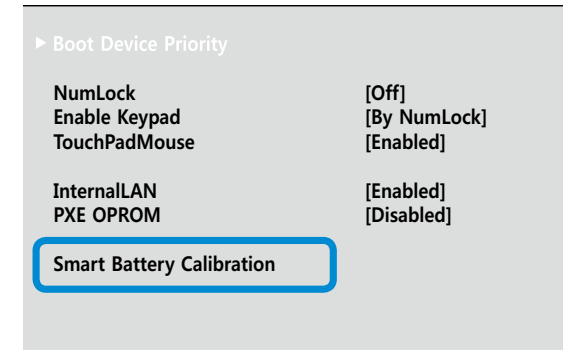 ▶ Boot Device Priority
NumLock [Off]
Enable Keypad [By NumLock]
TouchPadMouse [Enabled]
InternalLAN [Enabled]
PXE OPROM [Disabled]
Smart Battery Calibration